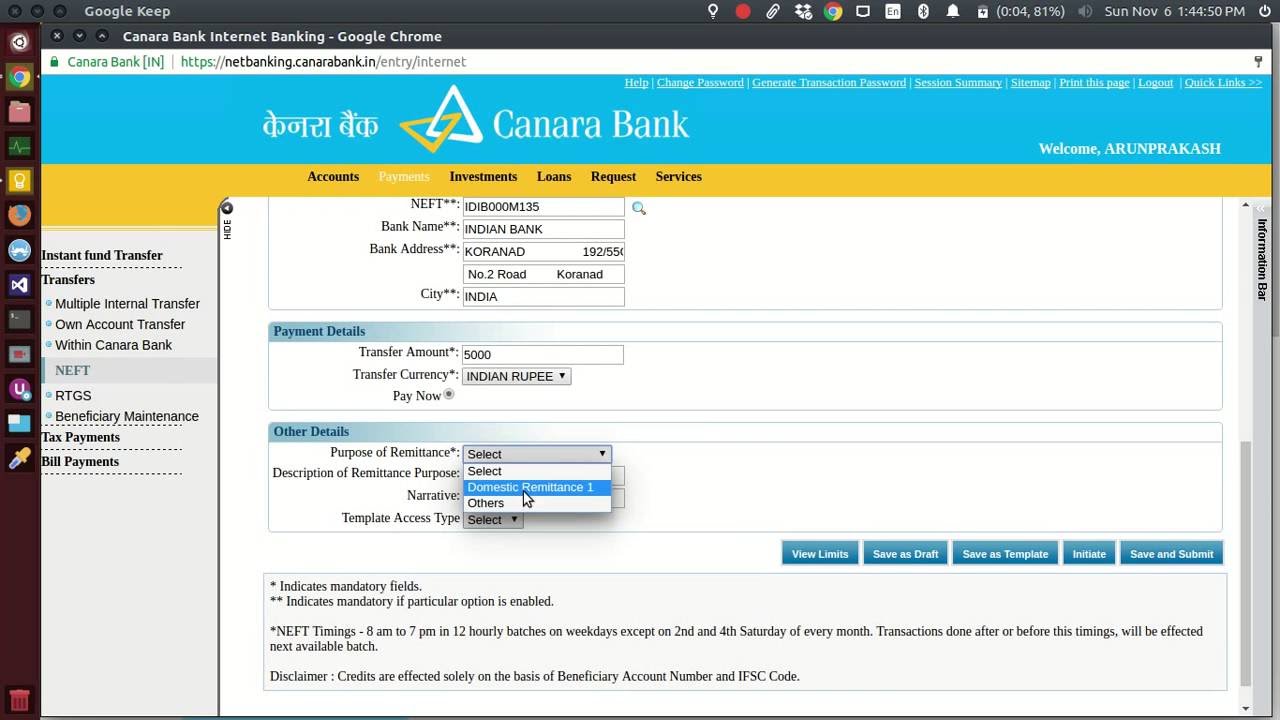 Google Keep
En
(0:04, 81%)
Sun Nov 6 1:44:50 PM
Canara Bank Internet Banking - Google Chrome
Canara Bank [IN] | https://netbanking.canarabank.in/entry/internet
Help | Change Password | Generate Transaction Password | Session Summary | Sitemap | Print this page | Logout | Quick Links >>
केनरा बैंक Canara Bank
Welcome, ARUNPRAKASH
Accounts Payments Investments Loans Request Services
HIDE
Information Bar
Instant fund Transfer
Transfers
Multiple Internal Transfer
Own Account Transfer
Within Canara Bank
NEFT
RTGS
Beneficiary Maintenance
Tax Payments
Bill Payments
NEFT**: IDIB000M135
Bank Name**: INDIAN BANK
Bank Address**: KORANAD 192/55
No.2 Road Koranad
City**: INDIA
Payment Details
Transfer Amount*: 5000
Transfer Currency*: INDIAN RUPEE
Pay Now
Other Details
Purpose of Remittance*: Select
Select
Description of Remittance Purpose:
Domestic Remittance 1
Narrative:
Others
Template Access Type Select
View Limits Save as Draft Save as Template Initiate Save and Submit
* Indicates mandatory fields.
** Indicates mandatory if particular option is enabled.
*NEFT Timings - 8 am to 7 pm in 12 hourly batches on weekdays except on 2nd and 4th Saturday of every month. Transactions done after or before this timings, will be effected
next available batch.
Disclaimer : Credits are effected solely on the basis of Beneficiary Account Number and IFSC Code.